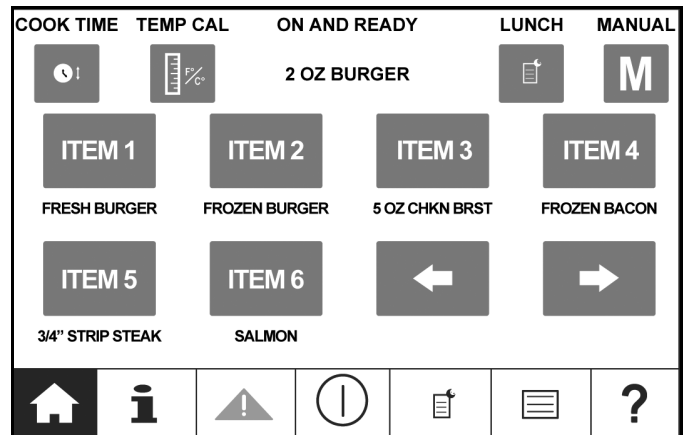 COOK TIME TEMP CAL ON AND READY LUNCH MANUAL
F°/C° 2 OZ BURGER M
ITEM 1 ITEM 2 ITEM 3 ITEM 4
FRESH BURGER FROZEN BURGER 5 OZ CHKN BRST FROZEN BACON
ITEM 5 ITEM 6
3/4” STRIP STEAK SALMON
i ! ?